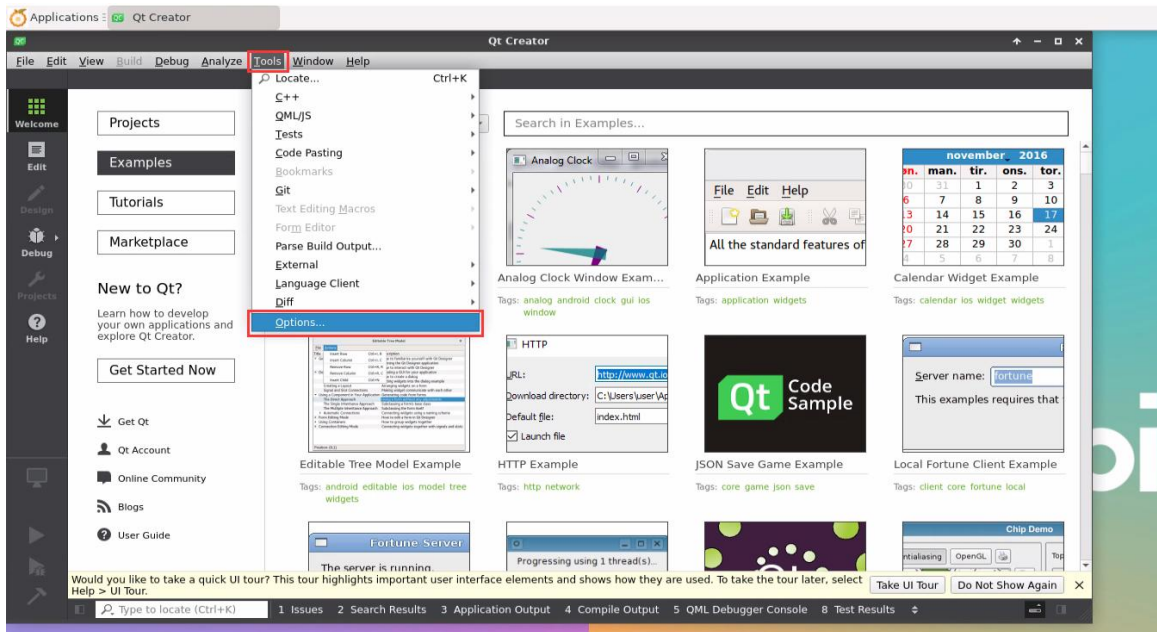 Applications
Qt Creator
Qt Creator
File Edit View Build Debug Analyze Tools Window Help
Locate... Ctrl+K
C++
QML/JS
Tests
Code Pasting
Bookmarks
Git
Text Editing Macros
Form Editor
Parse Build Output...
External
Language Client
Diff
Options...
Welcome
Edit
Design
Debug
Projects
Help
Projects
Examples
Tutorials
Marketplace
New to Qt?
Learn how to develop
your own applications and
explore Qt Creator.
Get Started Now
Get Qt
Qt Account
Online Community
Blogs
User Guide
Search in Examples...
Analog Clock
File Edit Help
All the standard features of
november 2016
man. tir. ons. tor.
31 1 2 3
7 8 9 10
14 15 16 17
21 22 23 24
28 29 30 1
5 6 7 8
Analog Clock Window Exam...
Tags: analog android clock gui ios
window
Application Example
Tags: application widgets
Calendar Widget Example
Tags: calendar ios widget widgets
HTTP
URL: http://www.qt.io
Download directory: C:\Users\user\Ap
Default file: index.html
Launch file
Qt Code
Sample
Server name: fortune
This examples requires that
Editable Tree Model Example
Tags: android editable ios model tree
widgets
HTTP Example
Tags: http network
JSON Save Game Example
Tags: core game json save
Local Fortune Client Example
Tags: client core fortune local
Fortune Server
The server is running.
Progressing using 1 thread(s)...
Chip Demo
OpenGL
Would you like to take a quick UI tour? This tour highlights important user interface elements and shows how they are used. To take the tour later, select
Help > UI Tour.
Take UI Tour
Do Not Show Again
Type to locate (Ctrl+K)
1 Issues 2 Search Results 3 Application Output 4 Compile Output 5 QML Debugger Console 8 Test Results